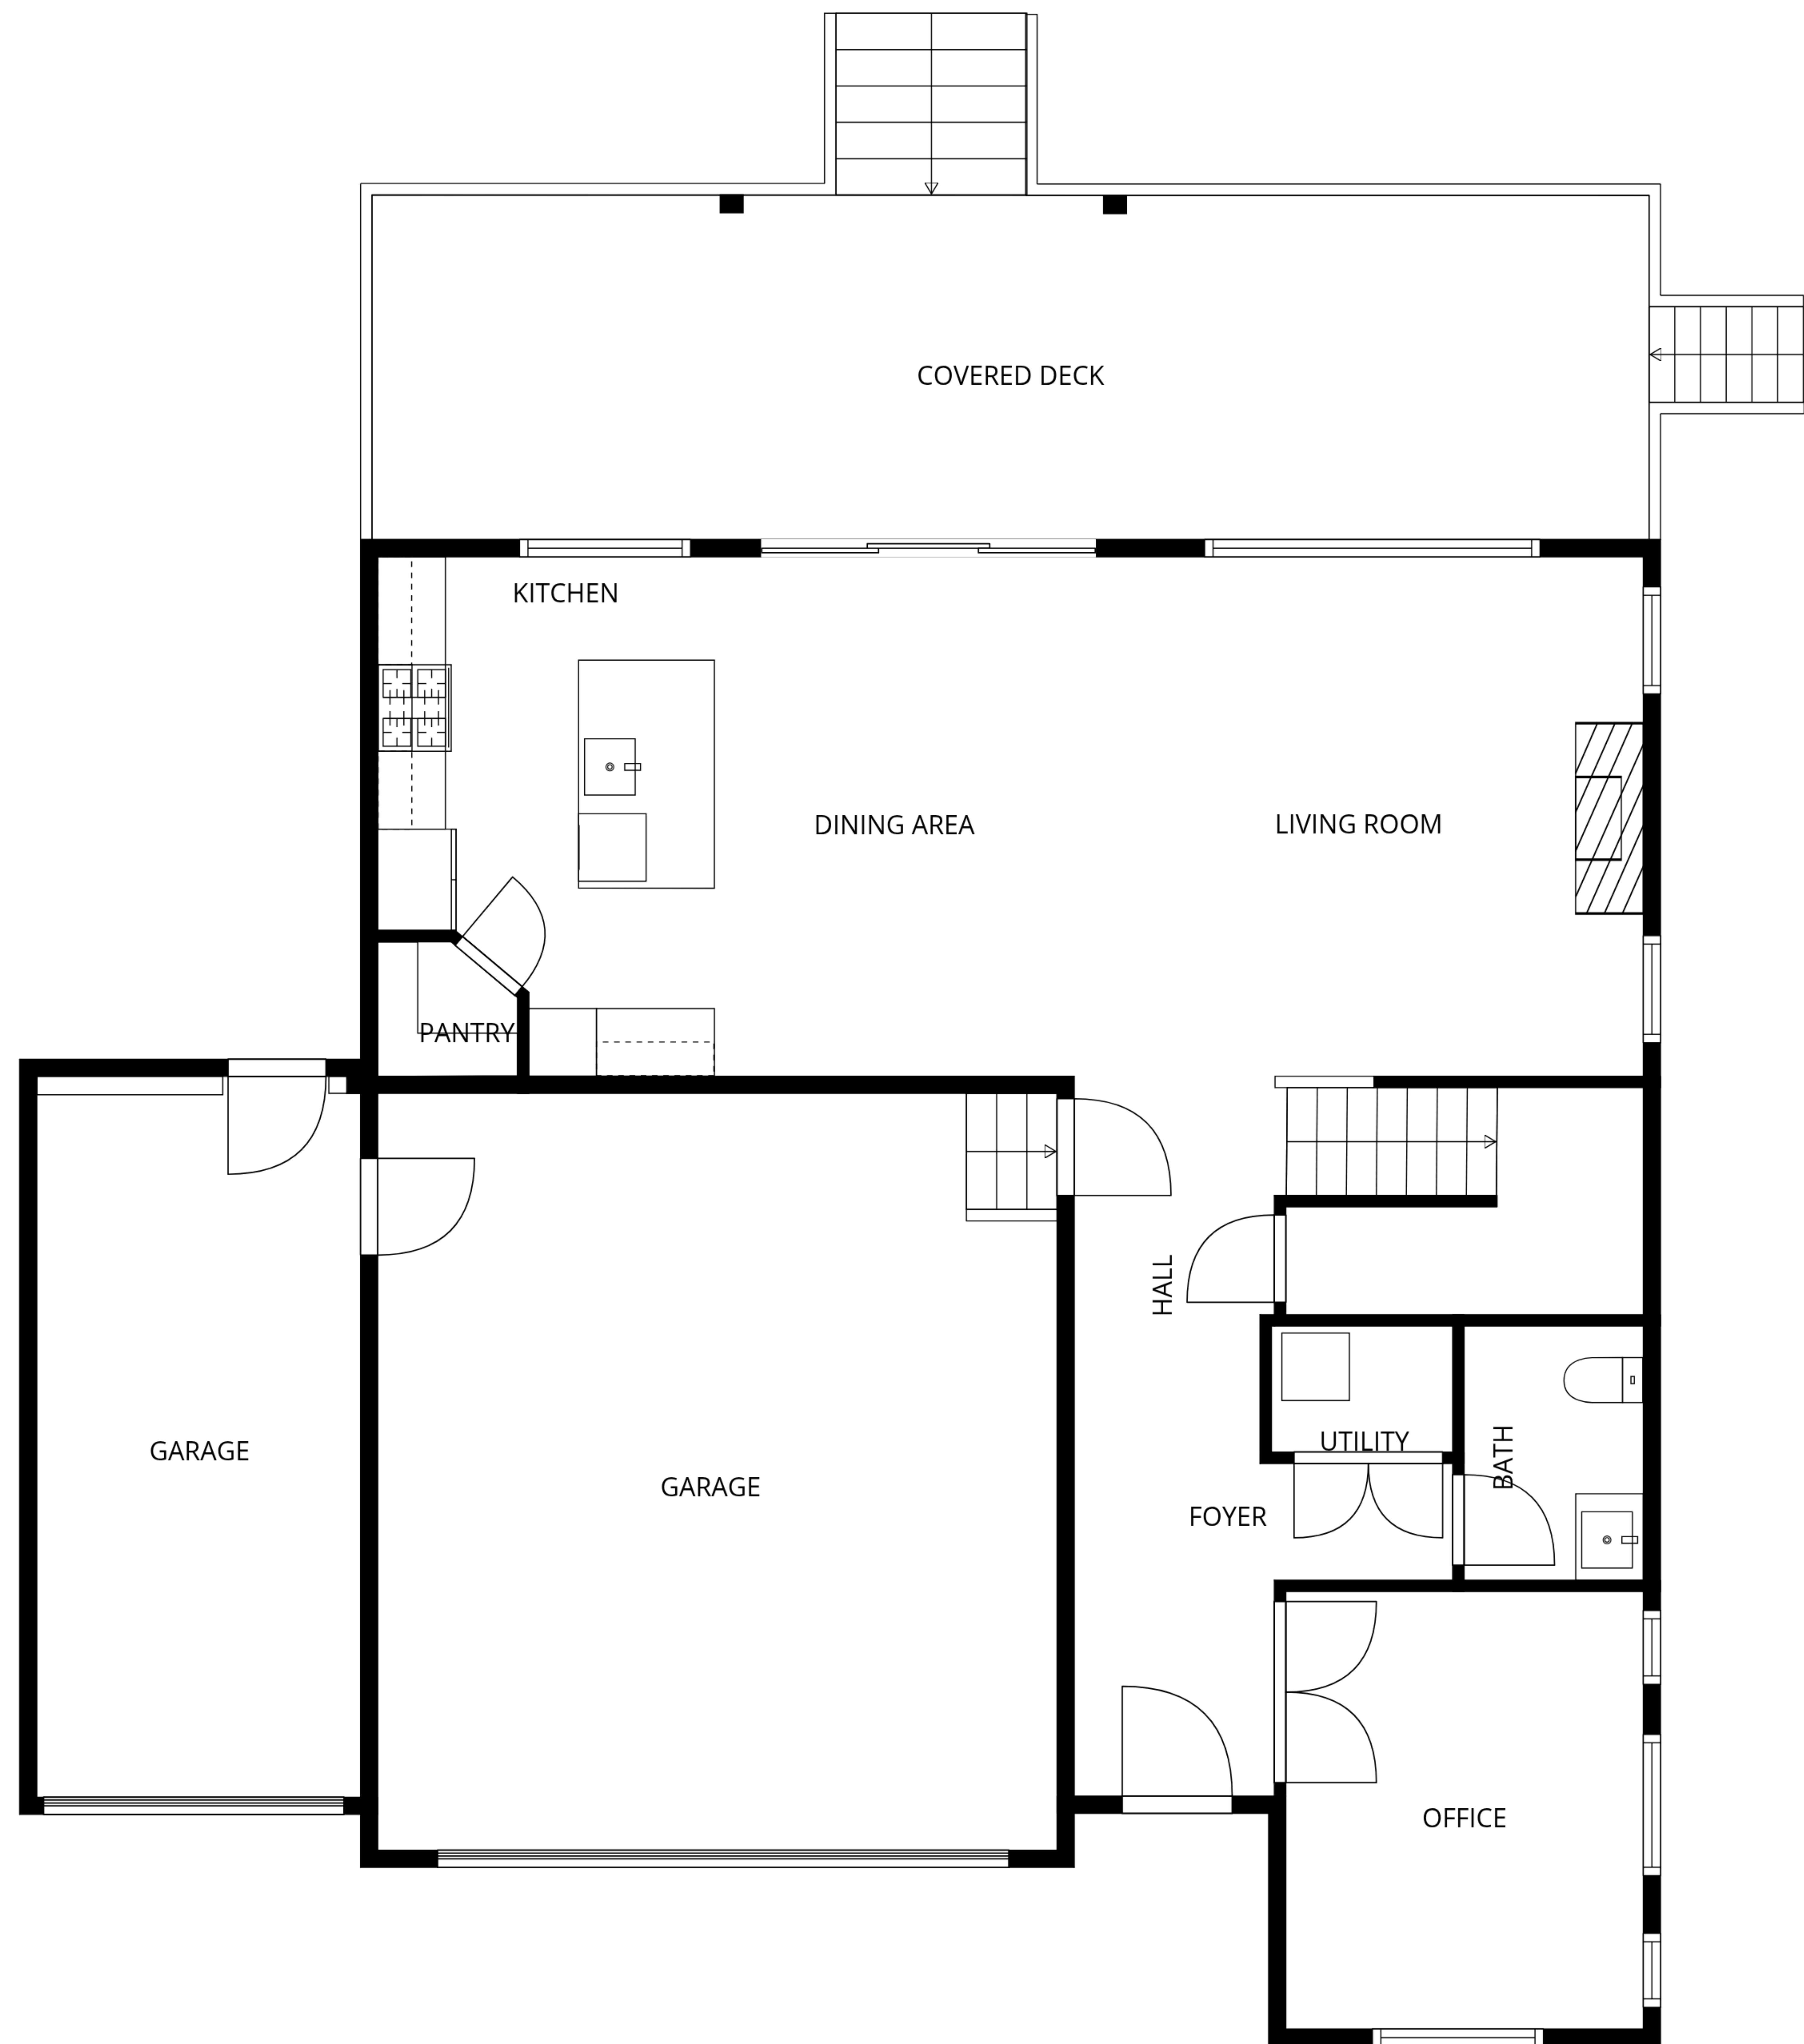 COVERED DECK
KITCHEN
DINING AREA
LIVING ROOM
PANTRY
HALL
GARAGE
GARAGE
UTILITY
BATH
FOYER
OFFICE